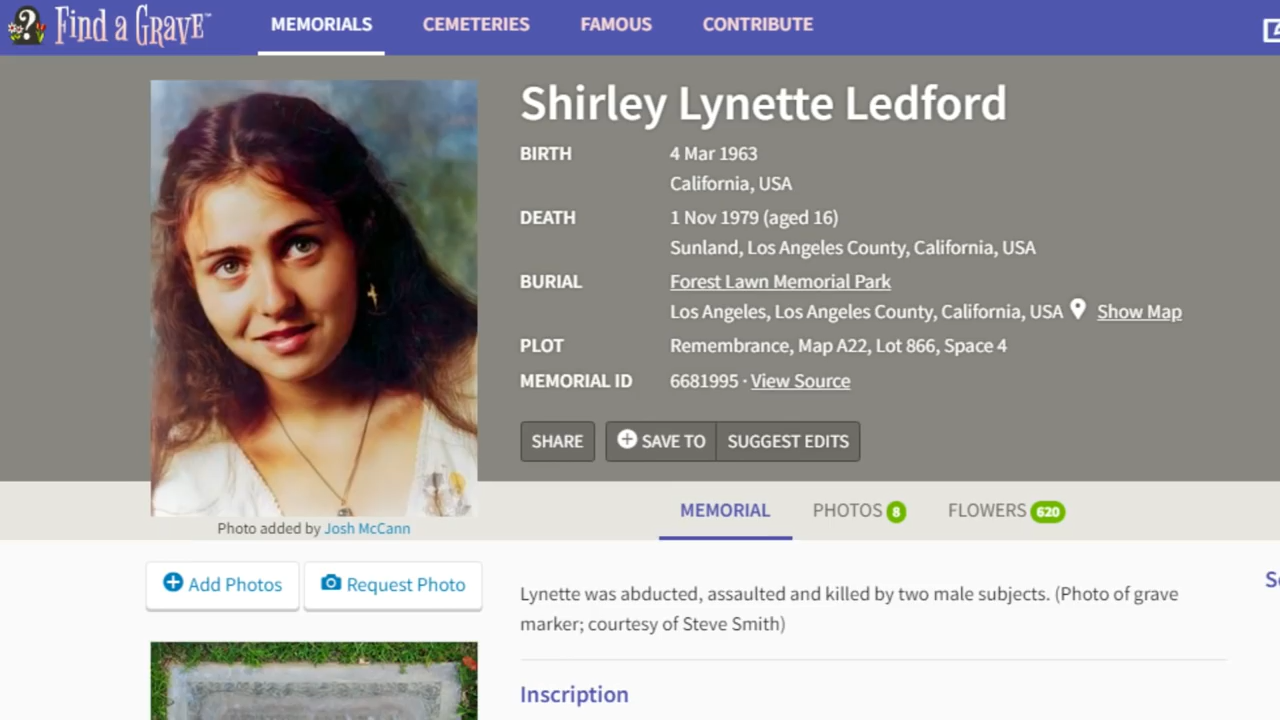 Find a GRAVE™
MEMORIALS CEMETERIES FAMOUS CONTRIBUTE
Shirley Lynette Ledford
BIRTH 4 Mar 1963
California, USA
DEATH 1 Nov 1979 (aged 16)
Sunland, Los Angeles County, California, USA
BURIAL Forest Lawn Memorial Park
Los Angeles, Los Angeles County, California, USA Show Map
PLOT Remembrance, Map A22, Lot 866, Space 4
MEMORIAL ID 6681995 · View Source
SHARE SAVE TO SUGGEST EDITS
Photo added by Josh McCann
MEMORIAL PHOTOS 8 FLOWERS 620
Add Photos Request Photo
Lynette was abducted, assaulted and killed by two male subjects. (Photo of grave
marker; courtesy of Steve Smith)
Inscription